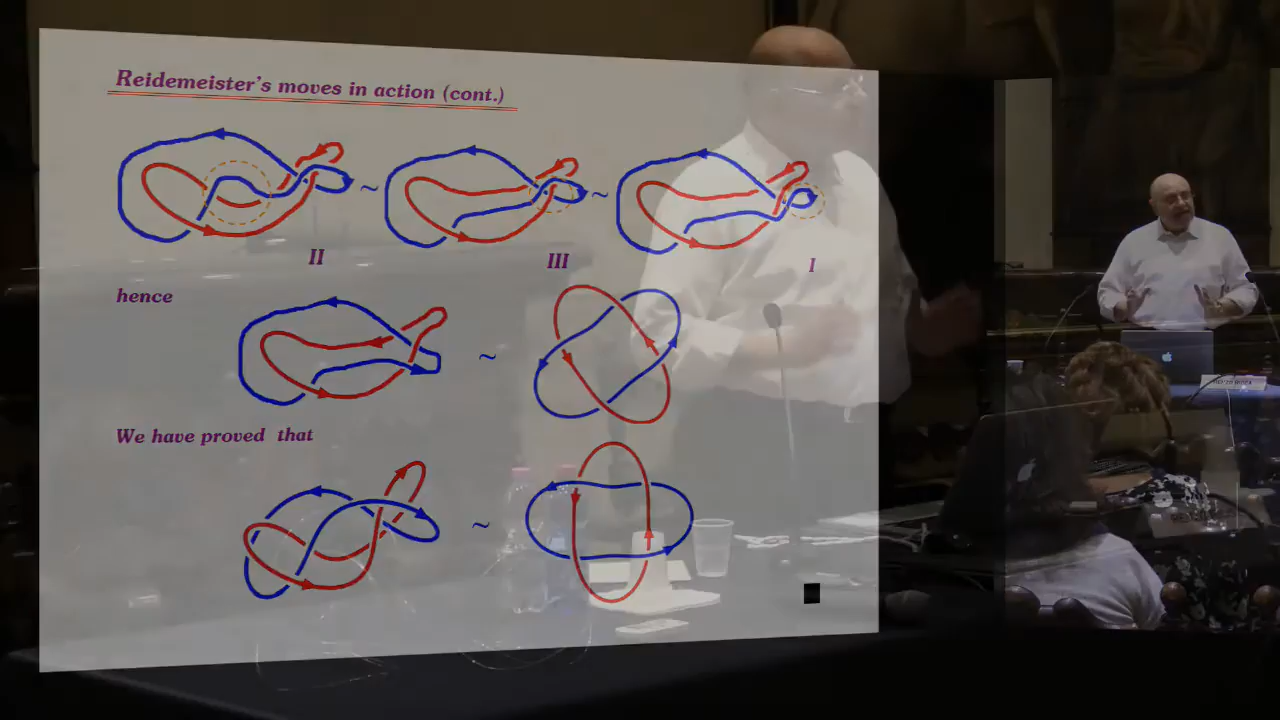 Reidemeister's moves in action (cont.)
~ ~
II III I
hence
~
We have proved that
~